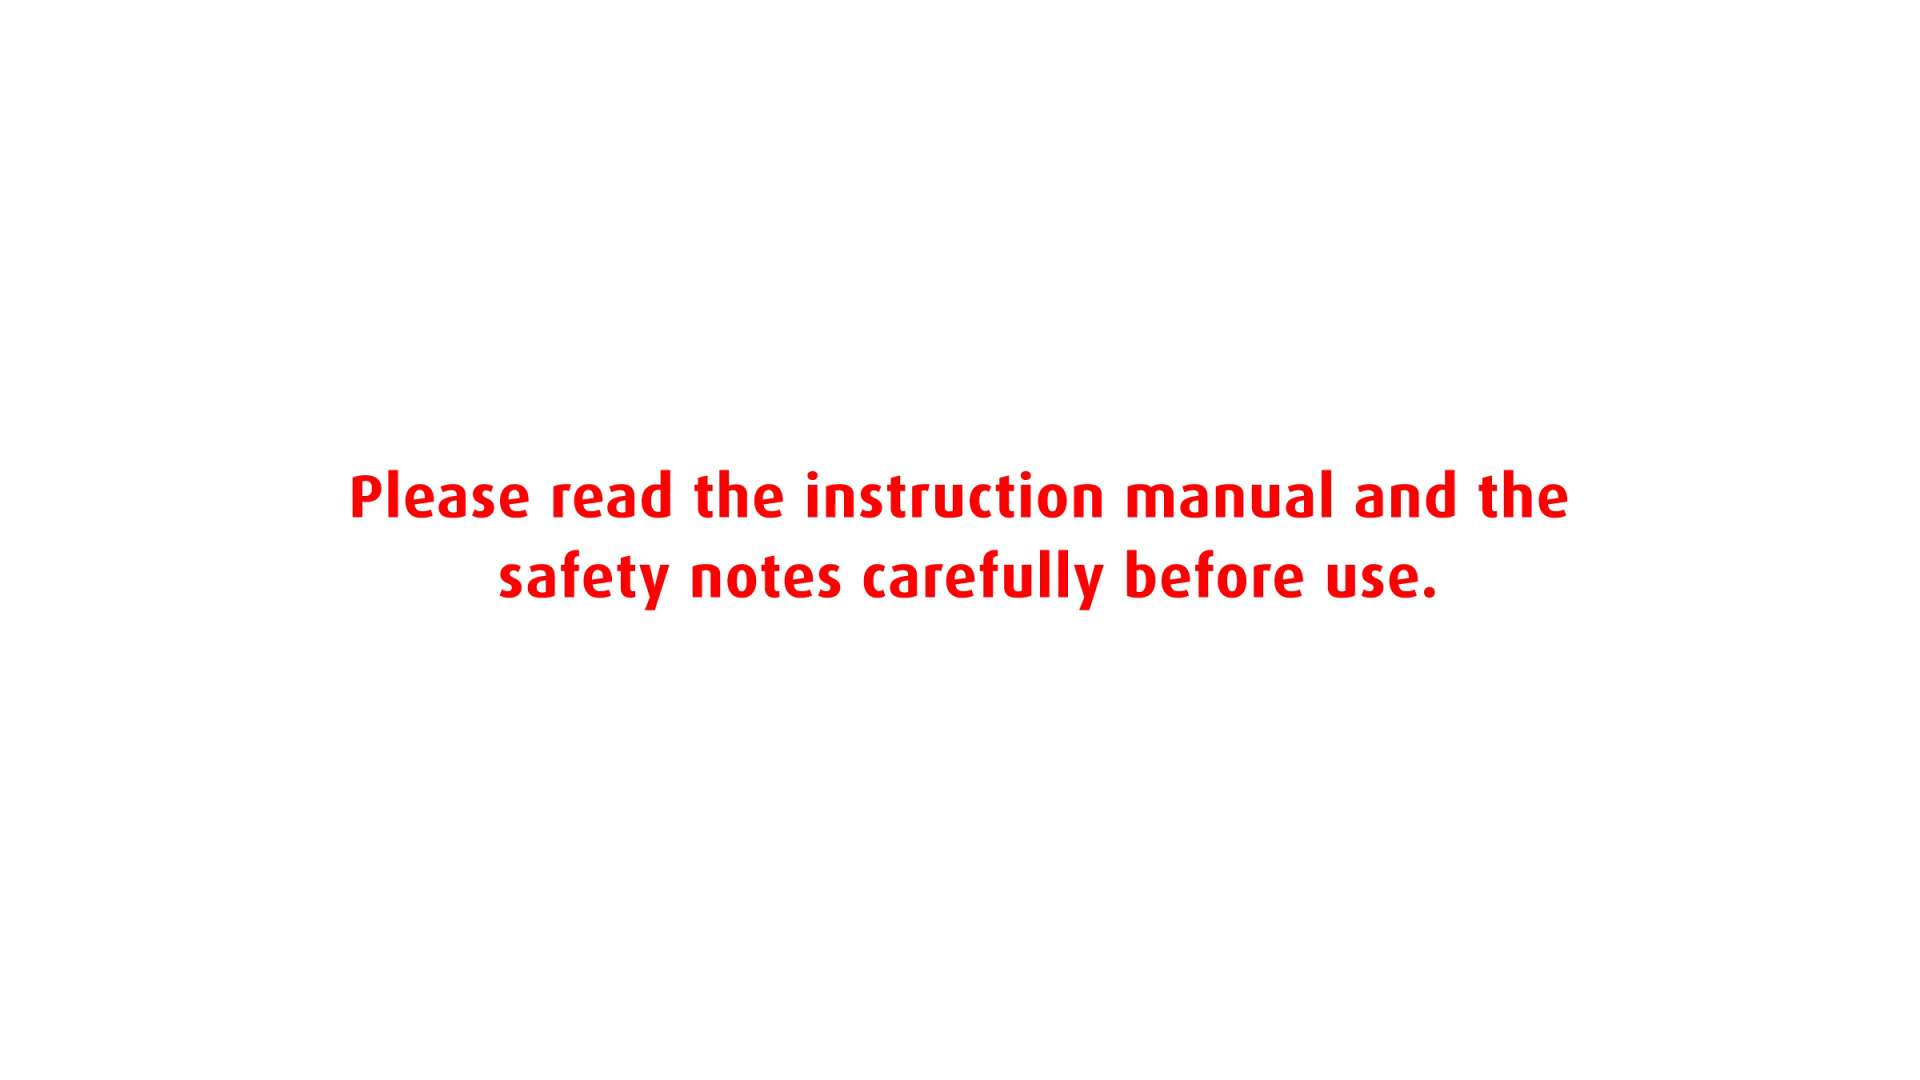 Please read the instruction manual and the
safety notes carefully before use.